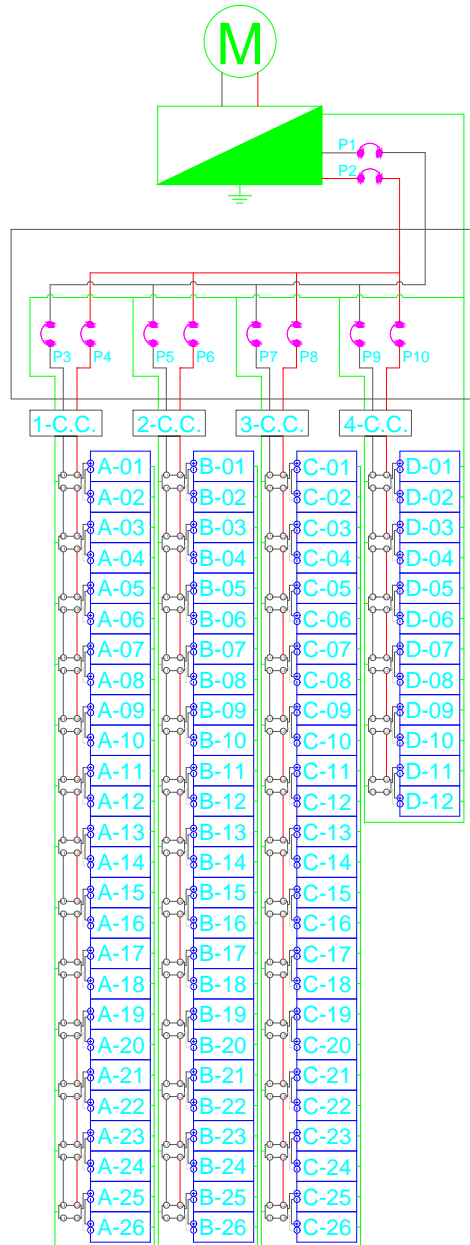 M
P1
P2
P3 P4 P5 P6 P7 P8 P9 P10
1-C.C. 2-C.C. 3-C.C. 4-C.C.
A-01 B-01 C-01 D-01
A-02 B-02 C-02 D-02
A-03 B-03 C-03 D-03
A-04 B-04 C-04 D-04
A-05 B-05 C-05 D-05
A-06 B-06 C-06 D-06
A-07 B-07 C-07 D-07
A-08 B-08 C-08 D-08
A-09 B-09 C-09 D-09
A-10 B-10 C-10 D-10
A-11 B-11 C-11 D-11
A-12 B-12 C-12 D-12
A-13 B-13 C-13
A-14 B-14 C-14
A-15 B-15 C-15
A-16 B-16 C-16
A-17 B-17 C-17
A-18 B-18 C-18
A-19 B-19 C-19
A-20 B-20 C-20
A-21 B-21 C-21
A-22 B-22 C-22
A-23 B-23 C-23
A-24 B-24 C-24
A-25 B-25 C-25
A-26 B-26 C-26